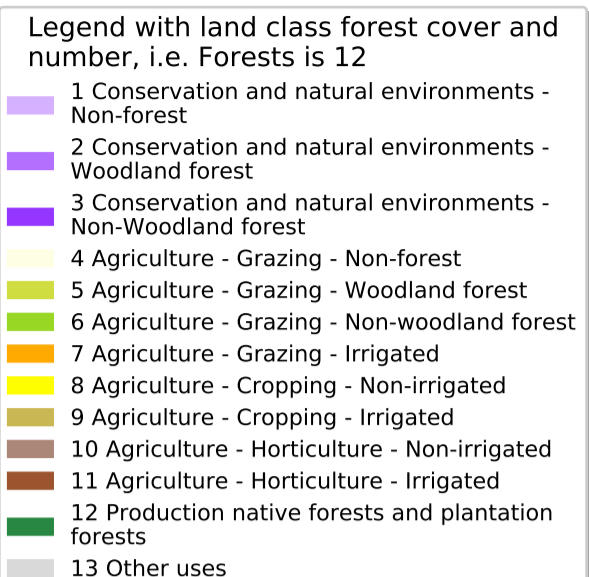 Legend with land class forest cover and
number, i.e. Forests is 12
1 Conservation and natural environments -
Non-forest
2 Conservation and natural environments -
Woodland forest
3 Conservation and natural environments -
Non-Woodland forest
4 Agriculture - Grazing - Non-forest
5 Agriculture - Grazing - Woodland forest
6 Agriculture - Grazing - Non-woodland forest
7 Agriculture - Grazing - Irrigated
8 Agriculture - Cropping - Non-irrigated
9 Agriculture - Cropping - Irrigated
10 Agriculture - Horticulture - Non-irrigated
11 Agriculture - Horticulture - Irrigated
12 Production native forests and plantation
forests
13 Other uses